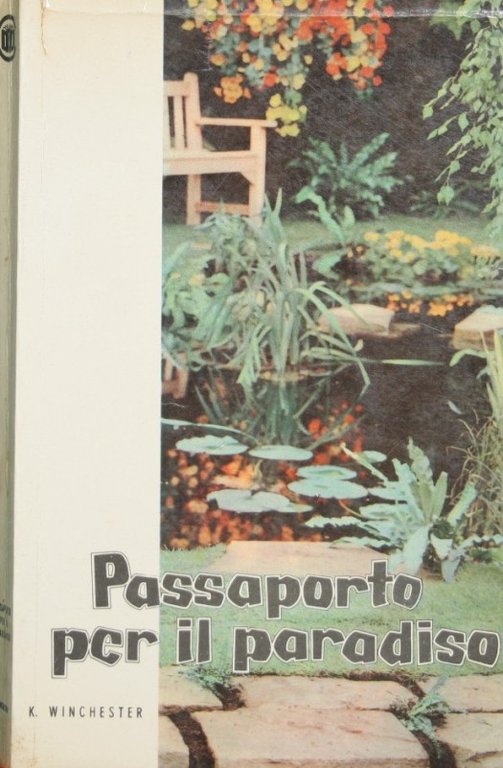 Passaporto
per il paradiso
K. WINCHESTER